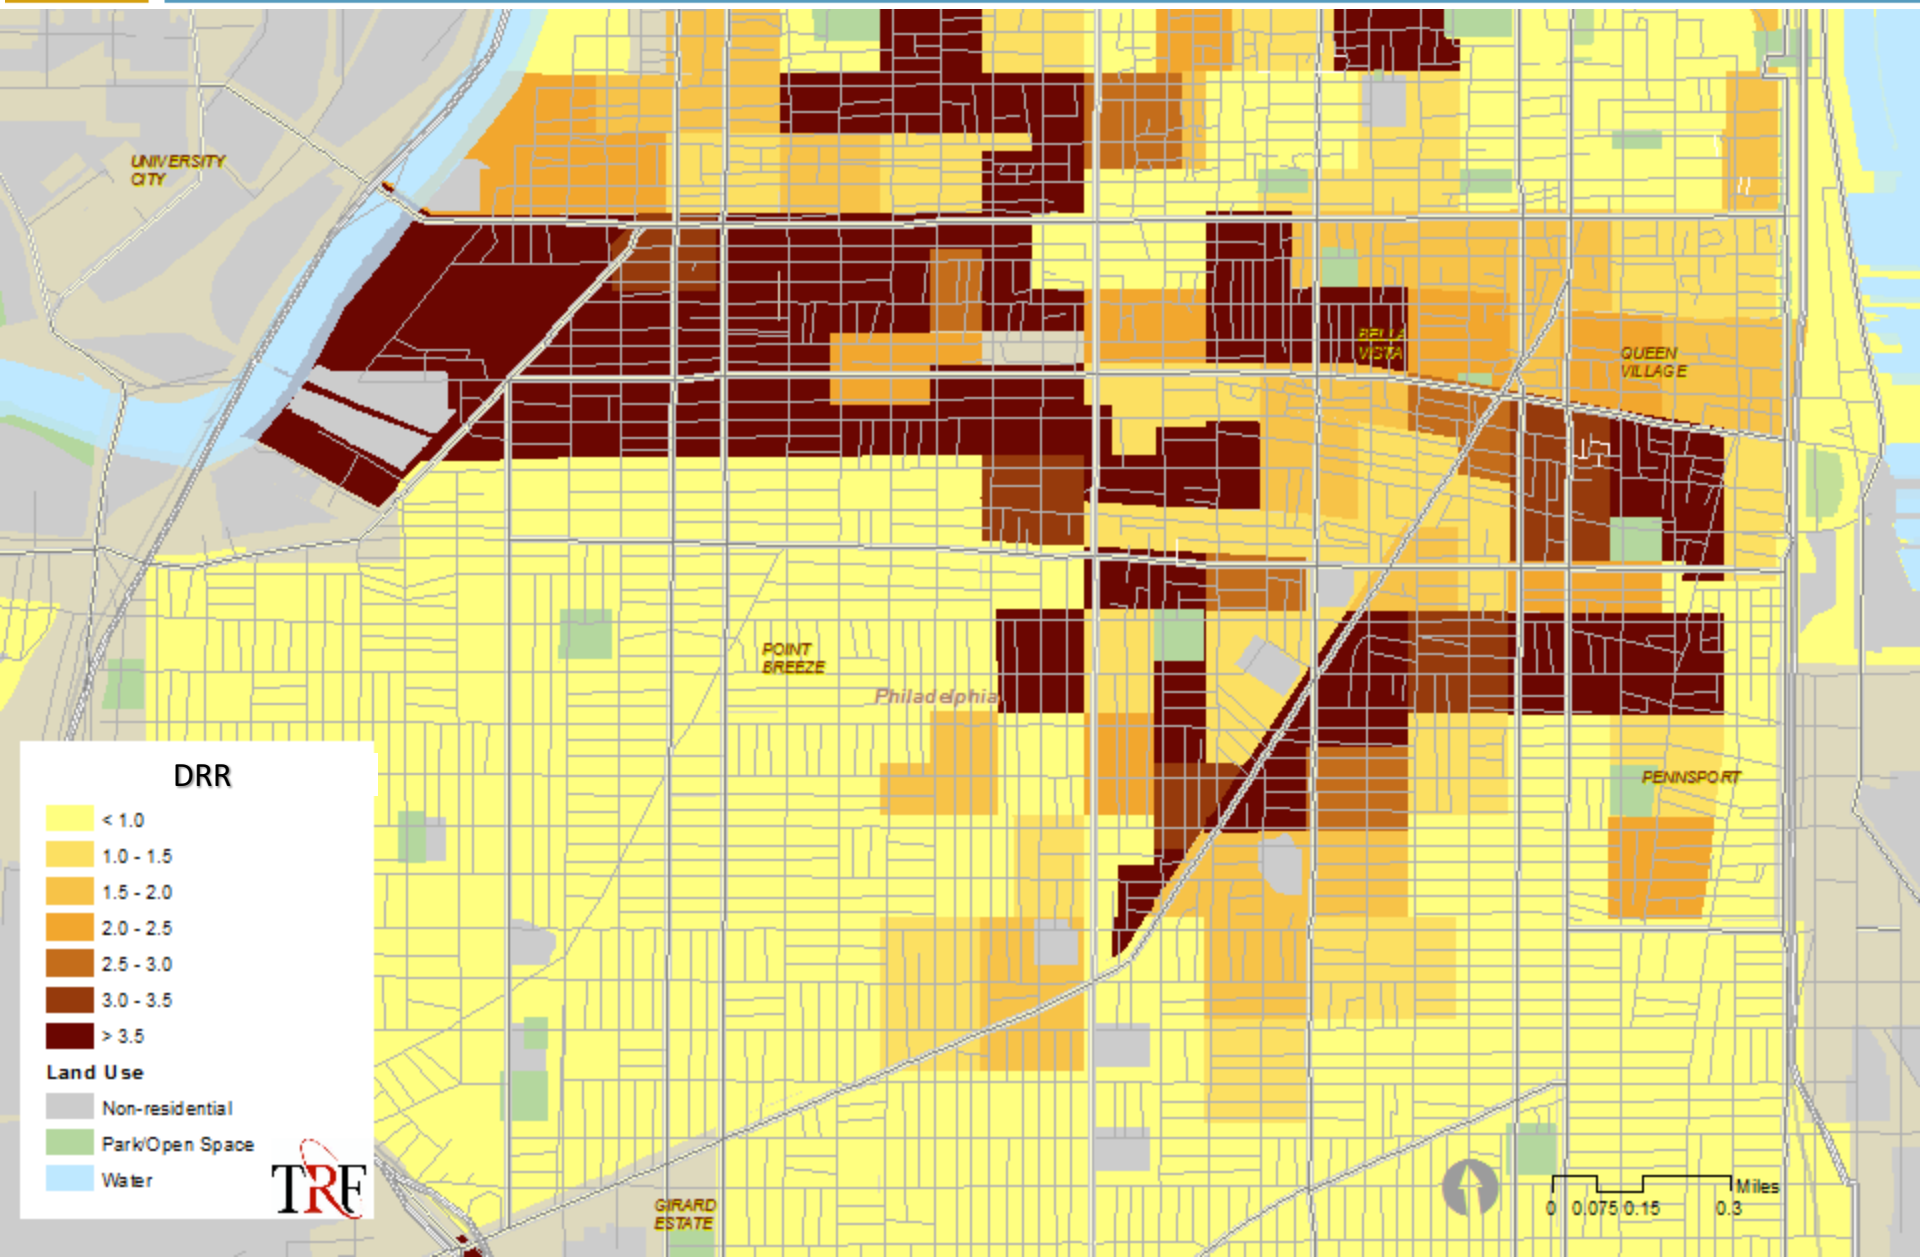 UNIVERSITY
CITY
BELLA
VISTA
QUEEN
VILLAGE
POINT
BREEZE
Philadelphia
PENNSPORT
DRR
< 1.0
1.0 - 1.5
1.5 - 2.0
2.0 - 2.5
2.5 - 3.0
3.0 - 3.5
> 3.5
Land Use
Non-residential
Park/Open Space
Water
TRF
GIRARD
ESTATE
Miles
0 0.075 0.15 0.3